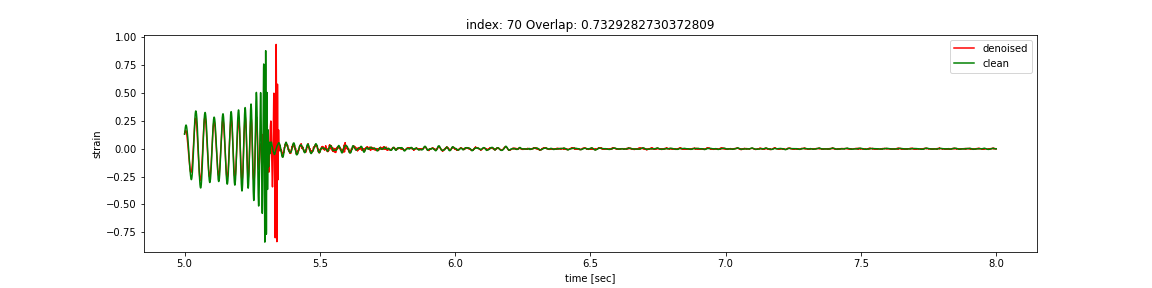 index: 70 Overlap: 0.7329282730372809
denoised
clean
strain
1.00
0.75
0.50
0.25
0.00
−0.25
−0.50
−0.75
5.0 5.5 6.0 6.5 7.0 7.5 8.0
time [sec]